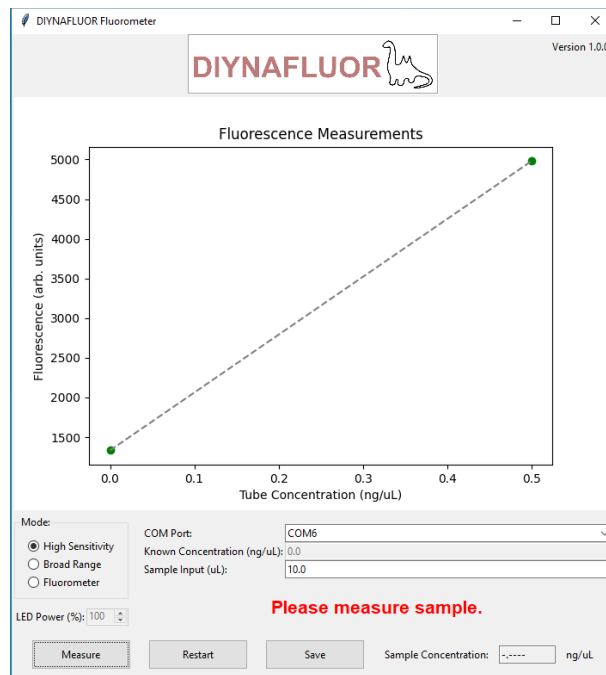 DIYNAFLUOR Fluorometer
Version 1.0.0
DIYNAFLUOR
Fluorescence Measurements
5000
4500
4000
3500
3000
2500
2000
1500
Fluorescence (arb. units)
0.0 0.1 0.2 0.3 0.4 0.5
Tube Concentration (ng/uL)
Mode:
High Sensitivity
Broad Range
Fluorometer
LED Power (%): 100
COM Port: COM6
Known Concentration (ng/uL): 0.0
Sample Input (uL): 10.0
Please measure sample.
Measure Restart Save Sample Concentration: -.---- ng/uL